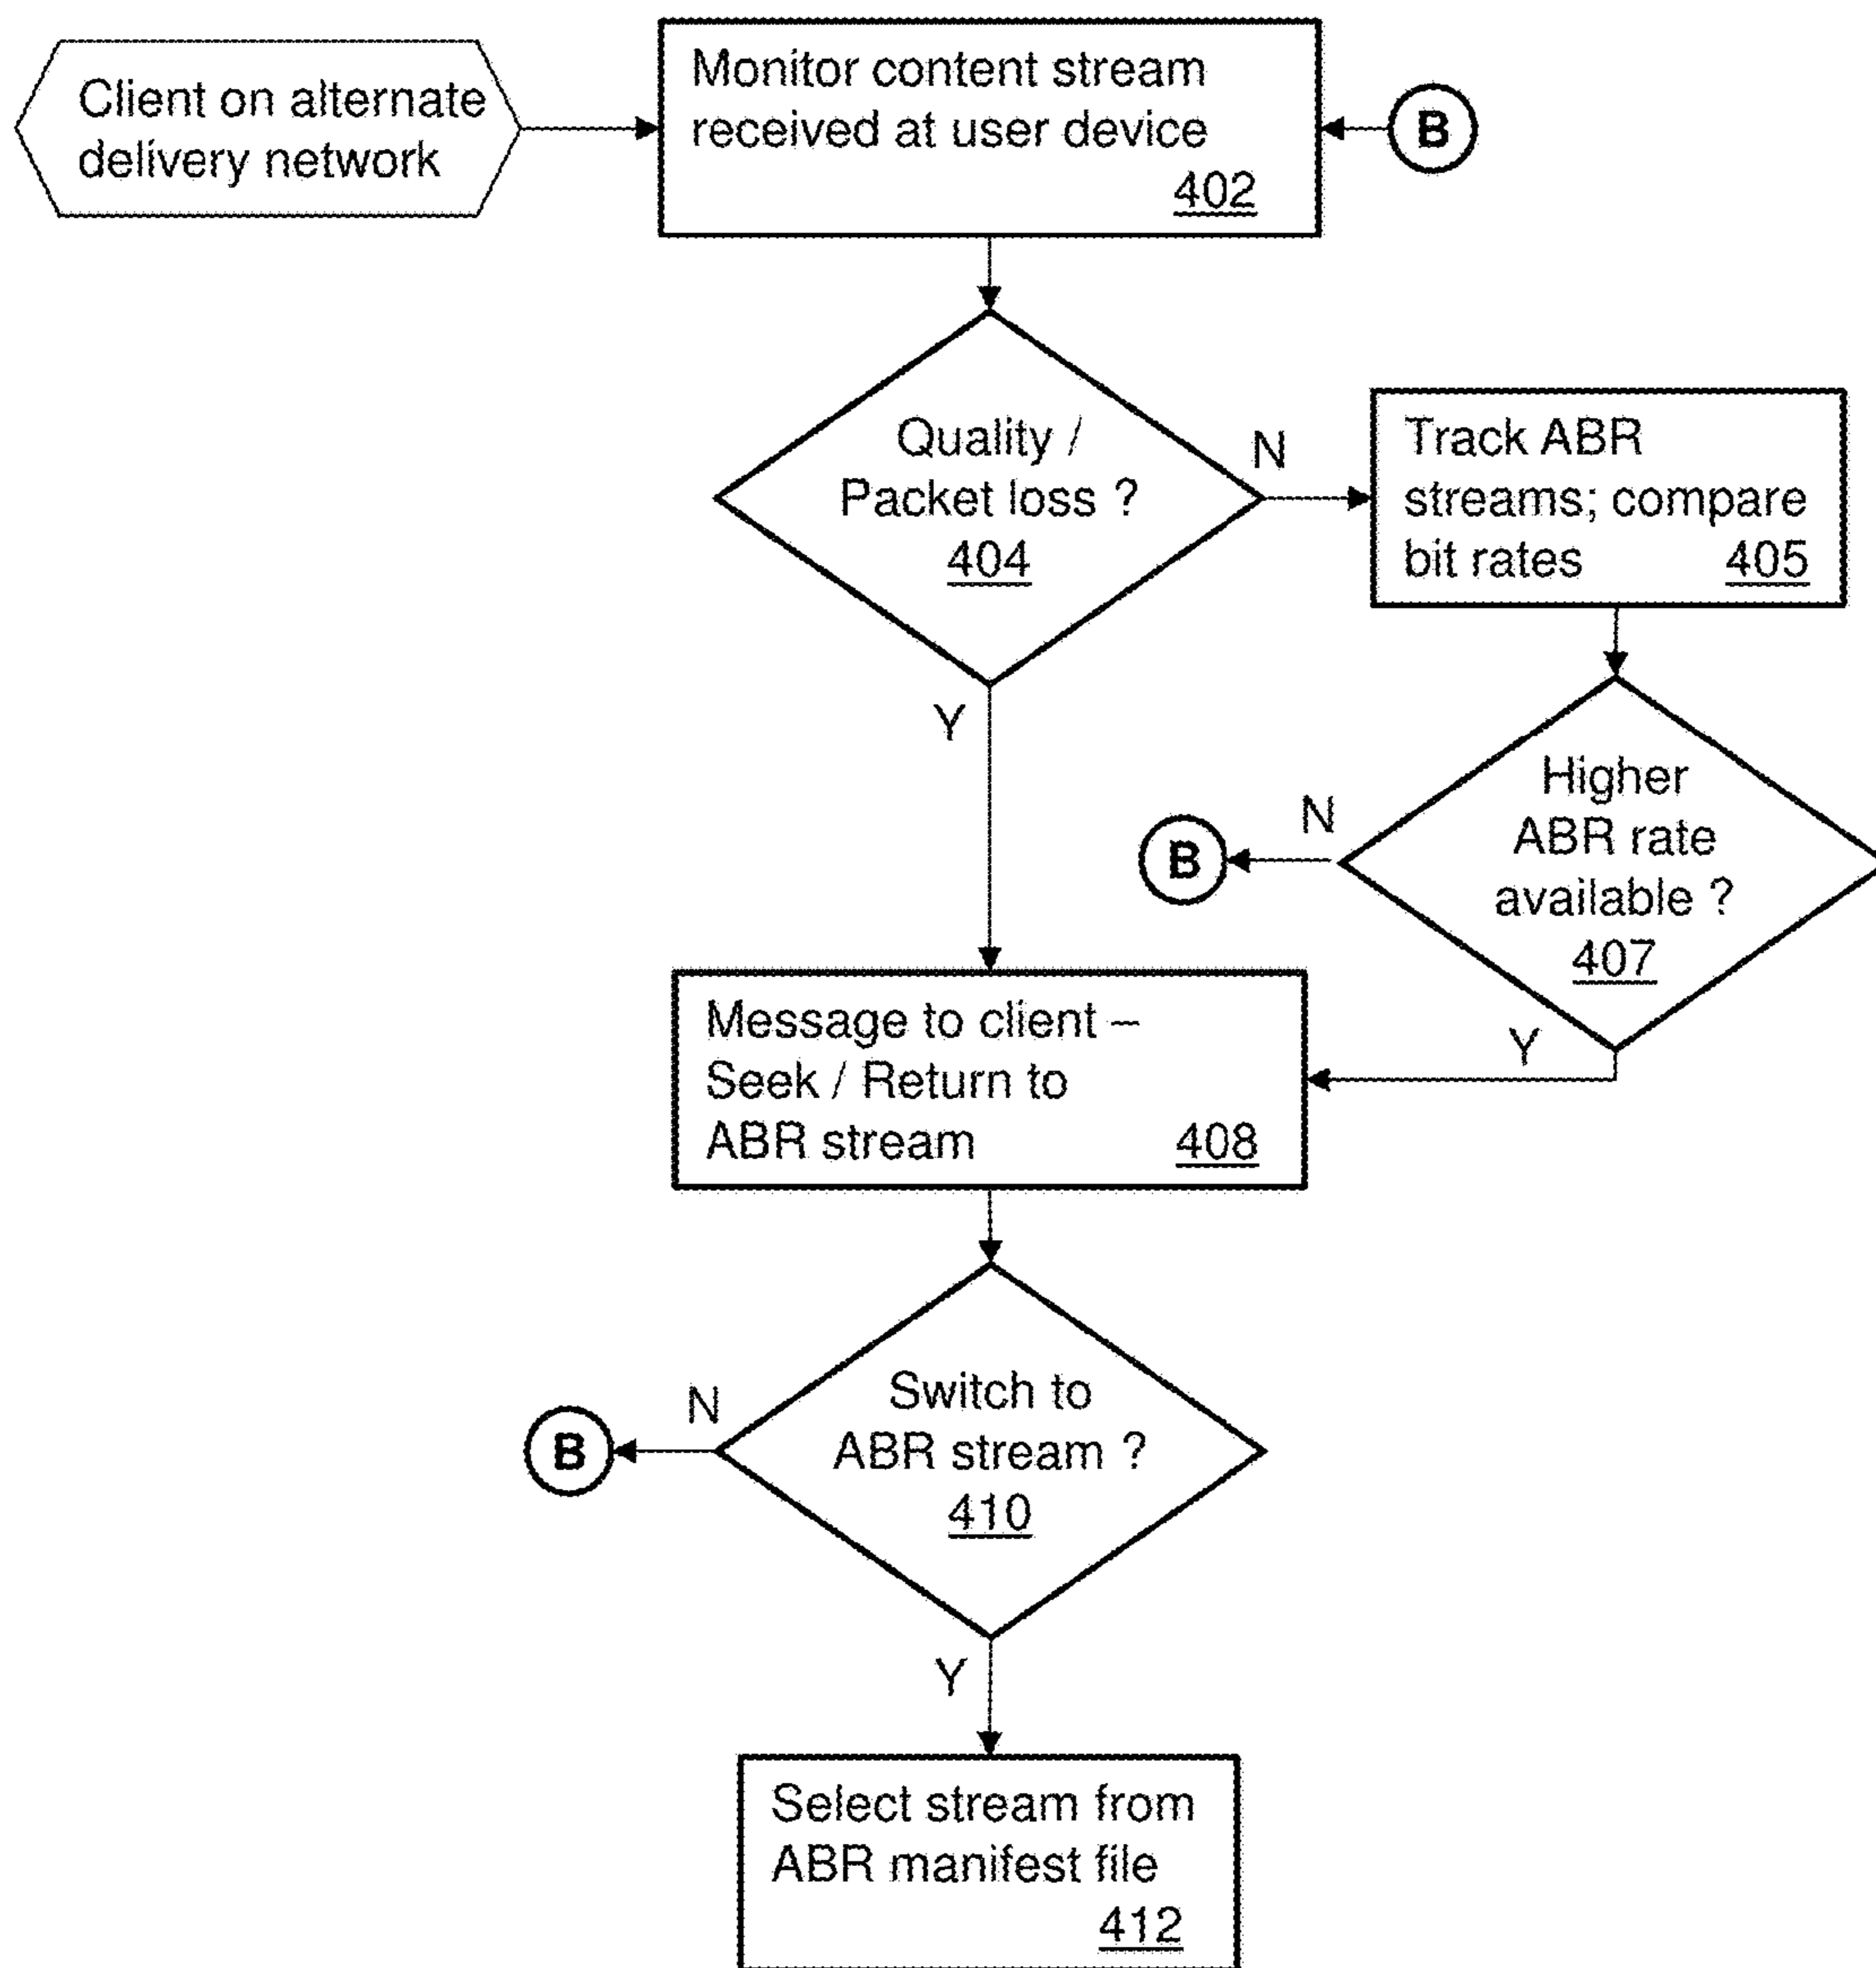 Client on alternate
delivery network
Monitor content stream
received at user device
402
B
Quality /
Packet loss ?
404
N
Y
Track ABR
streams; compare
bit rates 405
Higher
ABR rate
available ?
407
N
B
Y
Message to client –
Seek / Return to
ABR stream 408
Switch to
ABR stream ?
410
N
B
Y
Select stream from
ABR manifest file
412